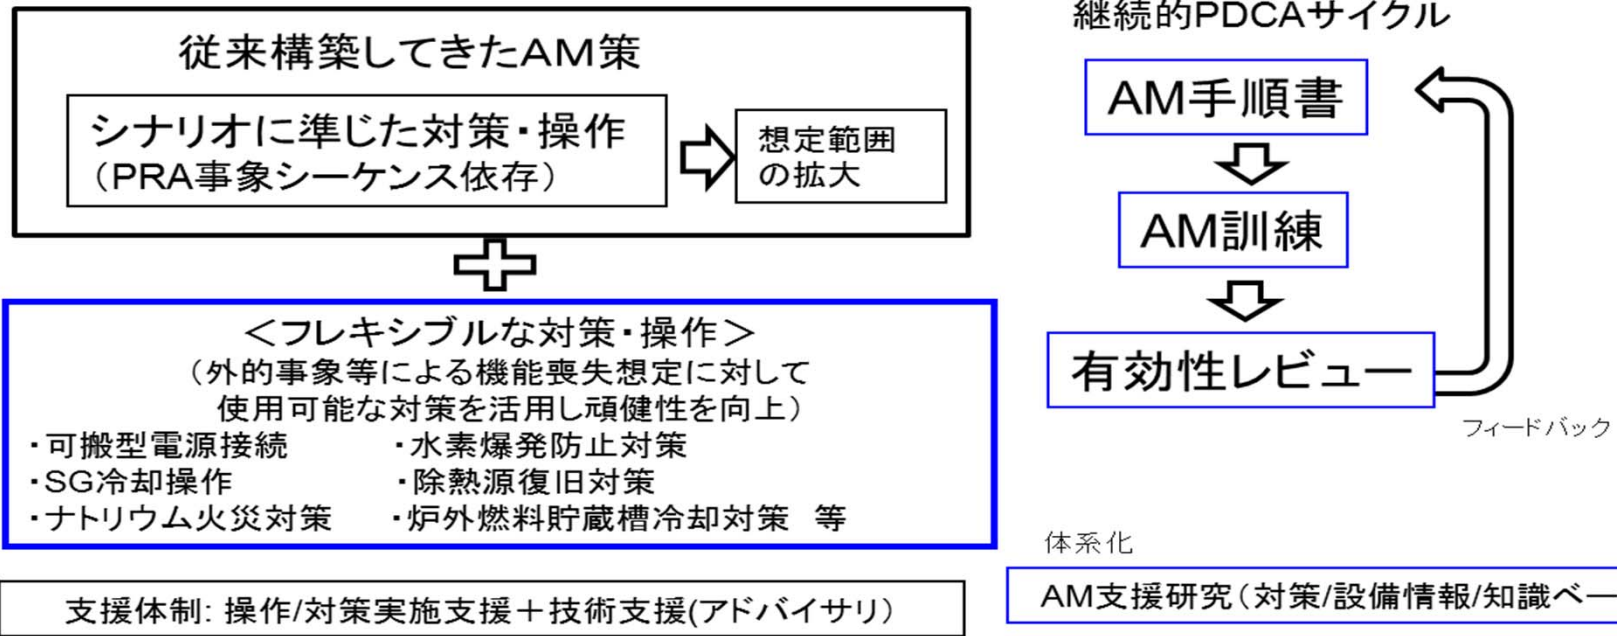 従来構築してきたAM策
シナリオに準じた対策・操作
（PRA事象シーケンス依存）
想定範囲
の拡大
＜フレキシブルな対策・操作＞
（外的事象等による機能喪失想定に対して
使用可能な対策を活用し頑健性を向上）
・可搬型電源接続 ・水素爆発防止対策
・SG冷却操作 ・除熱源復旧対策
・ナトリウム火災対策 ・炉外燃料貯蔵槽冷却対策 等
支援体制: 操作/対策実施支援＋技術支援(アドバイサリ）
継続的PDCAサイクル
AM手順書
AM訓練
有効性レビュー
フィードバック
体系化
AM支援研究（対策/設備情報/知識ベー